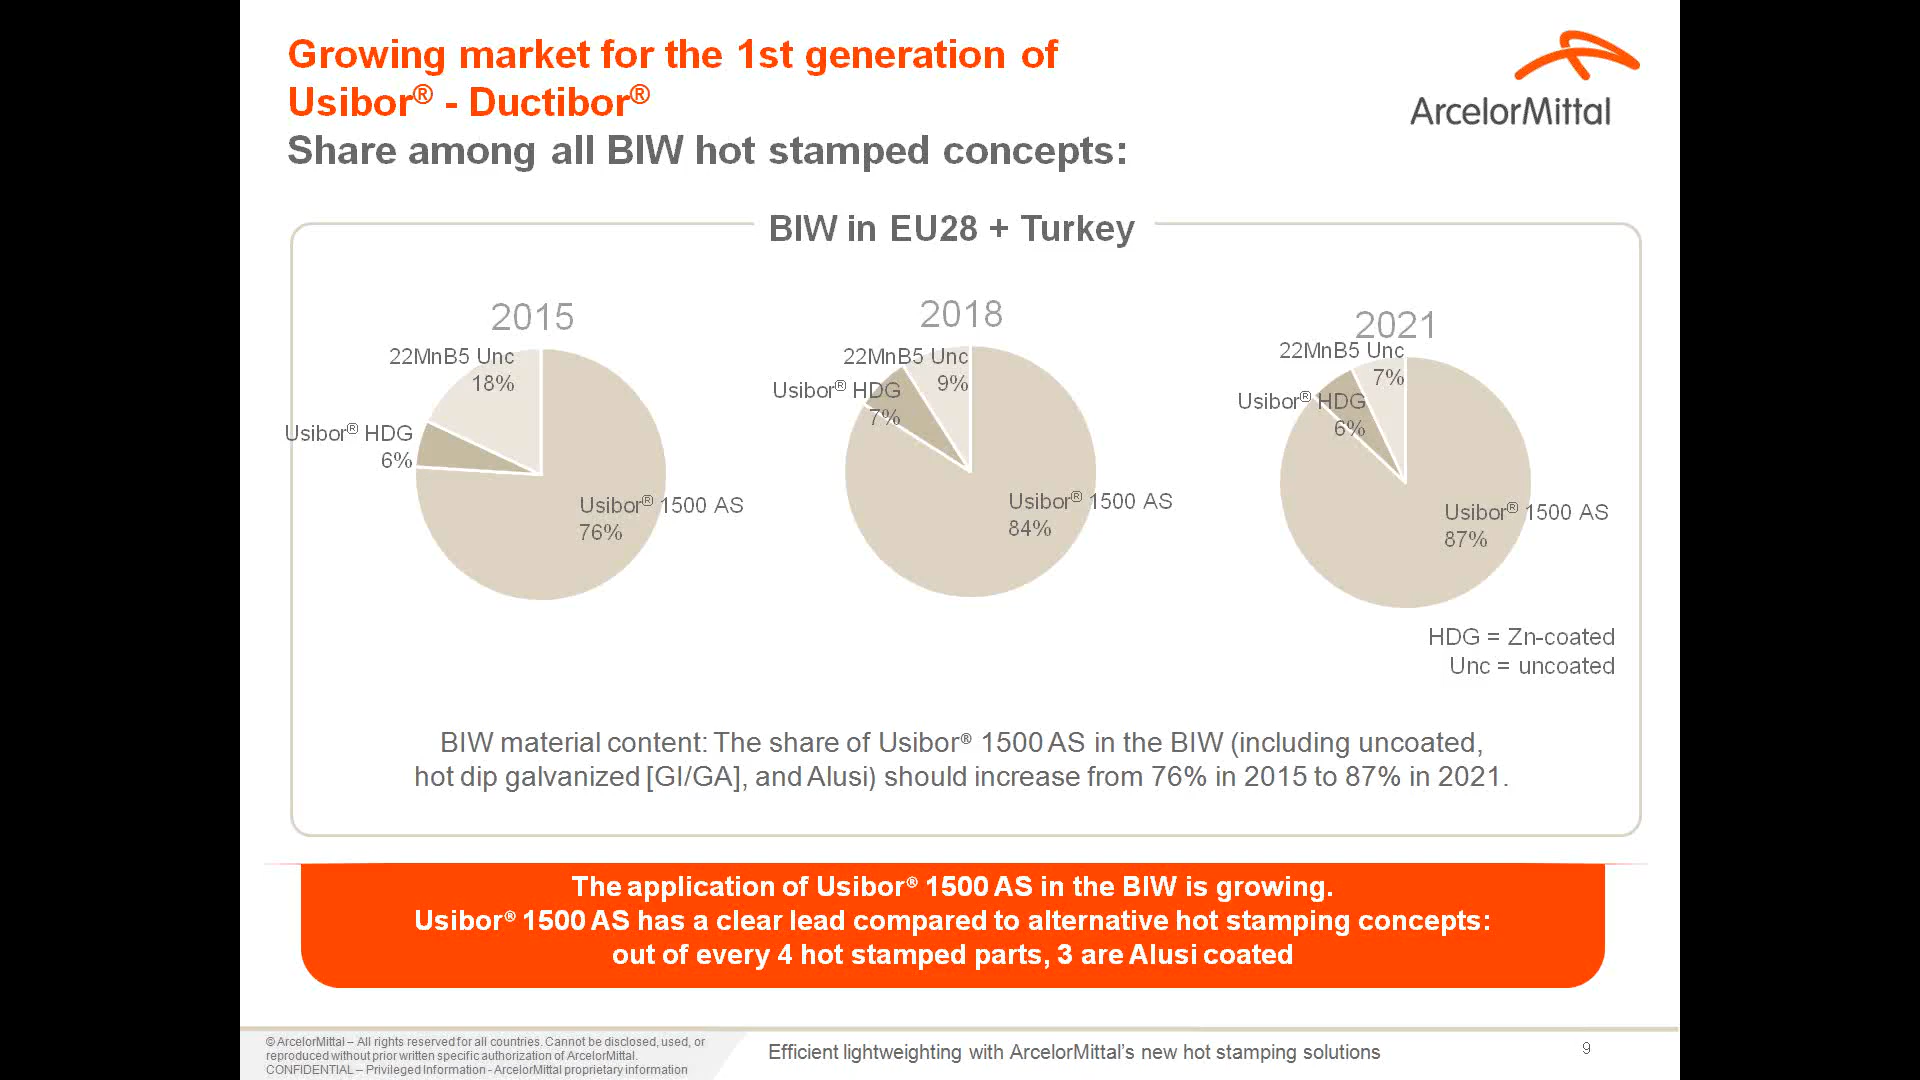 Growing market for the 1st generation of
Usibor® - Ductibor®
Share among all BIW hot stamped concepts:
ArcelorMittal
BIW in EU28 + Turkey
2015
22MnB5 Unc
18%
Usibor® HDG
6%
Usibor® 1500 AS
76%
2018
22MnB5 Unc
9%
Usibor® HDG
7%
Usibor® 1500 AS
84%
2021
22MnB5 Unc
7%
Usibor® HDG
6%
Usibor® 1500 AS
87%
HDG = Zn-coated
Unc = uncoated
BIW material content: The share of Usibor® 1500 AS in the BIW (including uncoated,
hot dip galvanized [GI/GA], and Alusi) should increase from 76% in 2015 to 87% in 2021.
The application of Usibor® 1500 AS in the BIW is growing.
Usibor® 1500 AS has a clear lead compared to alternative hot stamping concepts:
out of every 4 hot stamped parts, 3 are Alusi coated
© ArcelorMittal – All rights reserved for all countries. Cannot be disclosed, used, or
reproduced without prior written specific authorization of ArcelorMittal.
CONFIDENTIAL – Privileged Information - ArcelorMittal proprietary information
Efficient lightweighting with ArcelorMittal's new hot stamping solutions
9